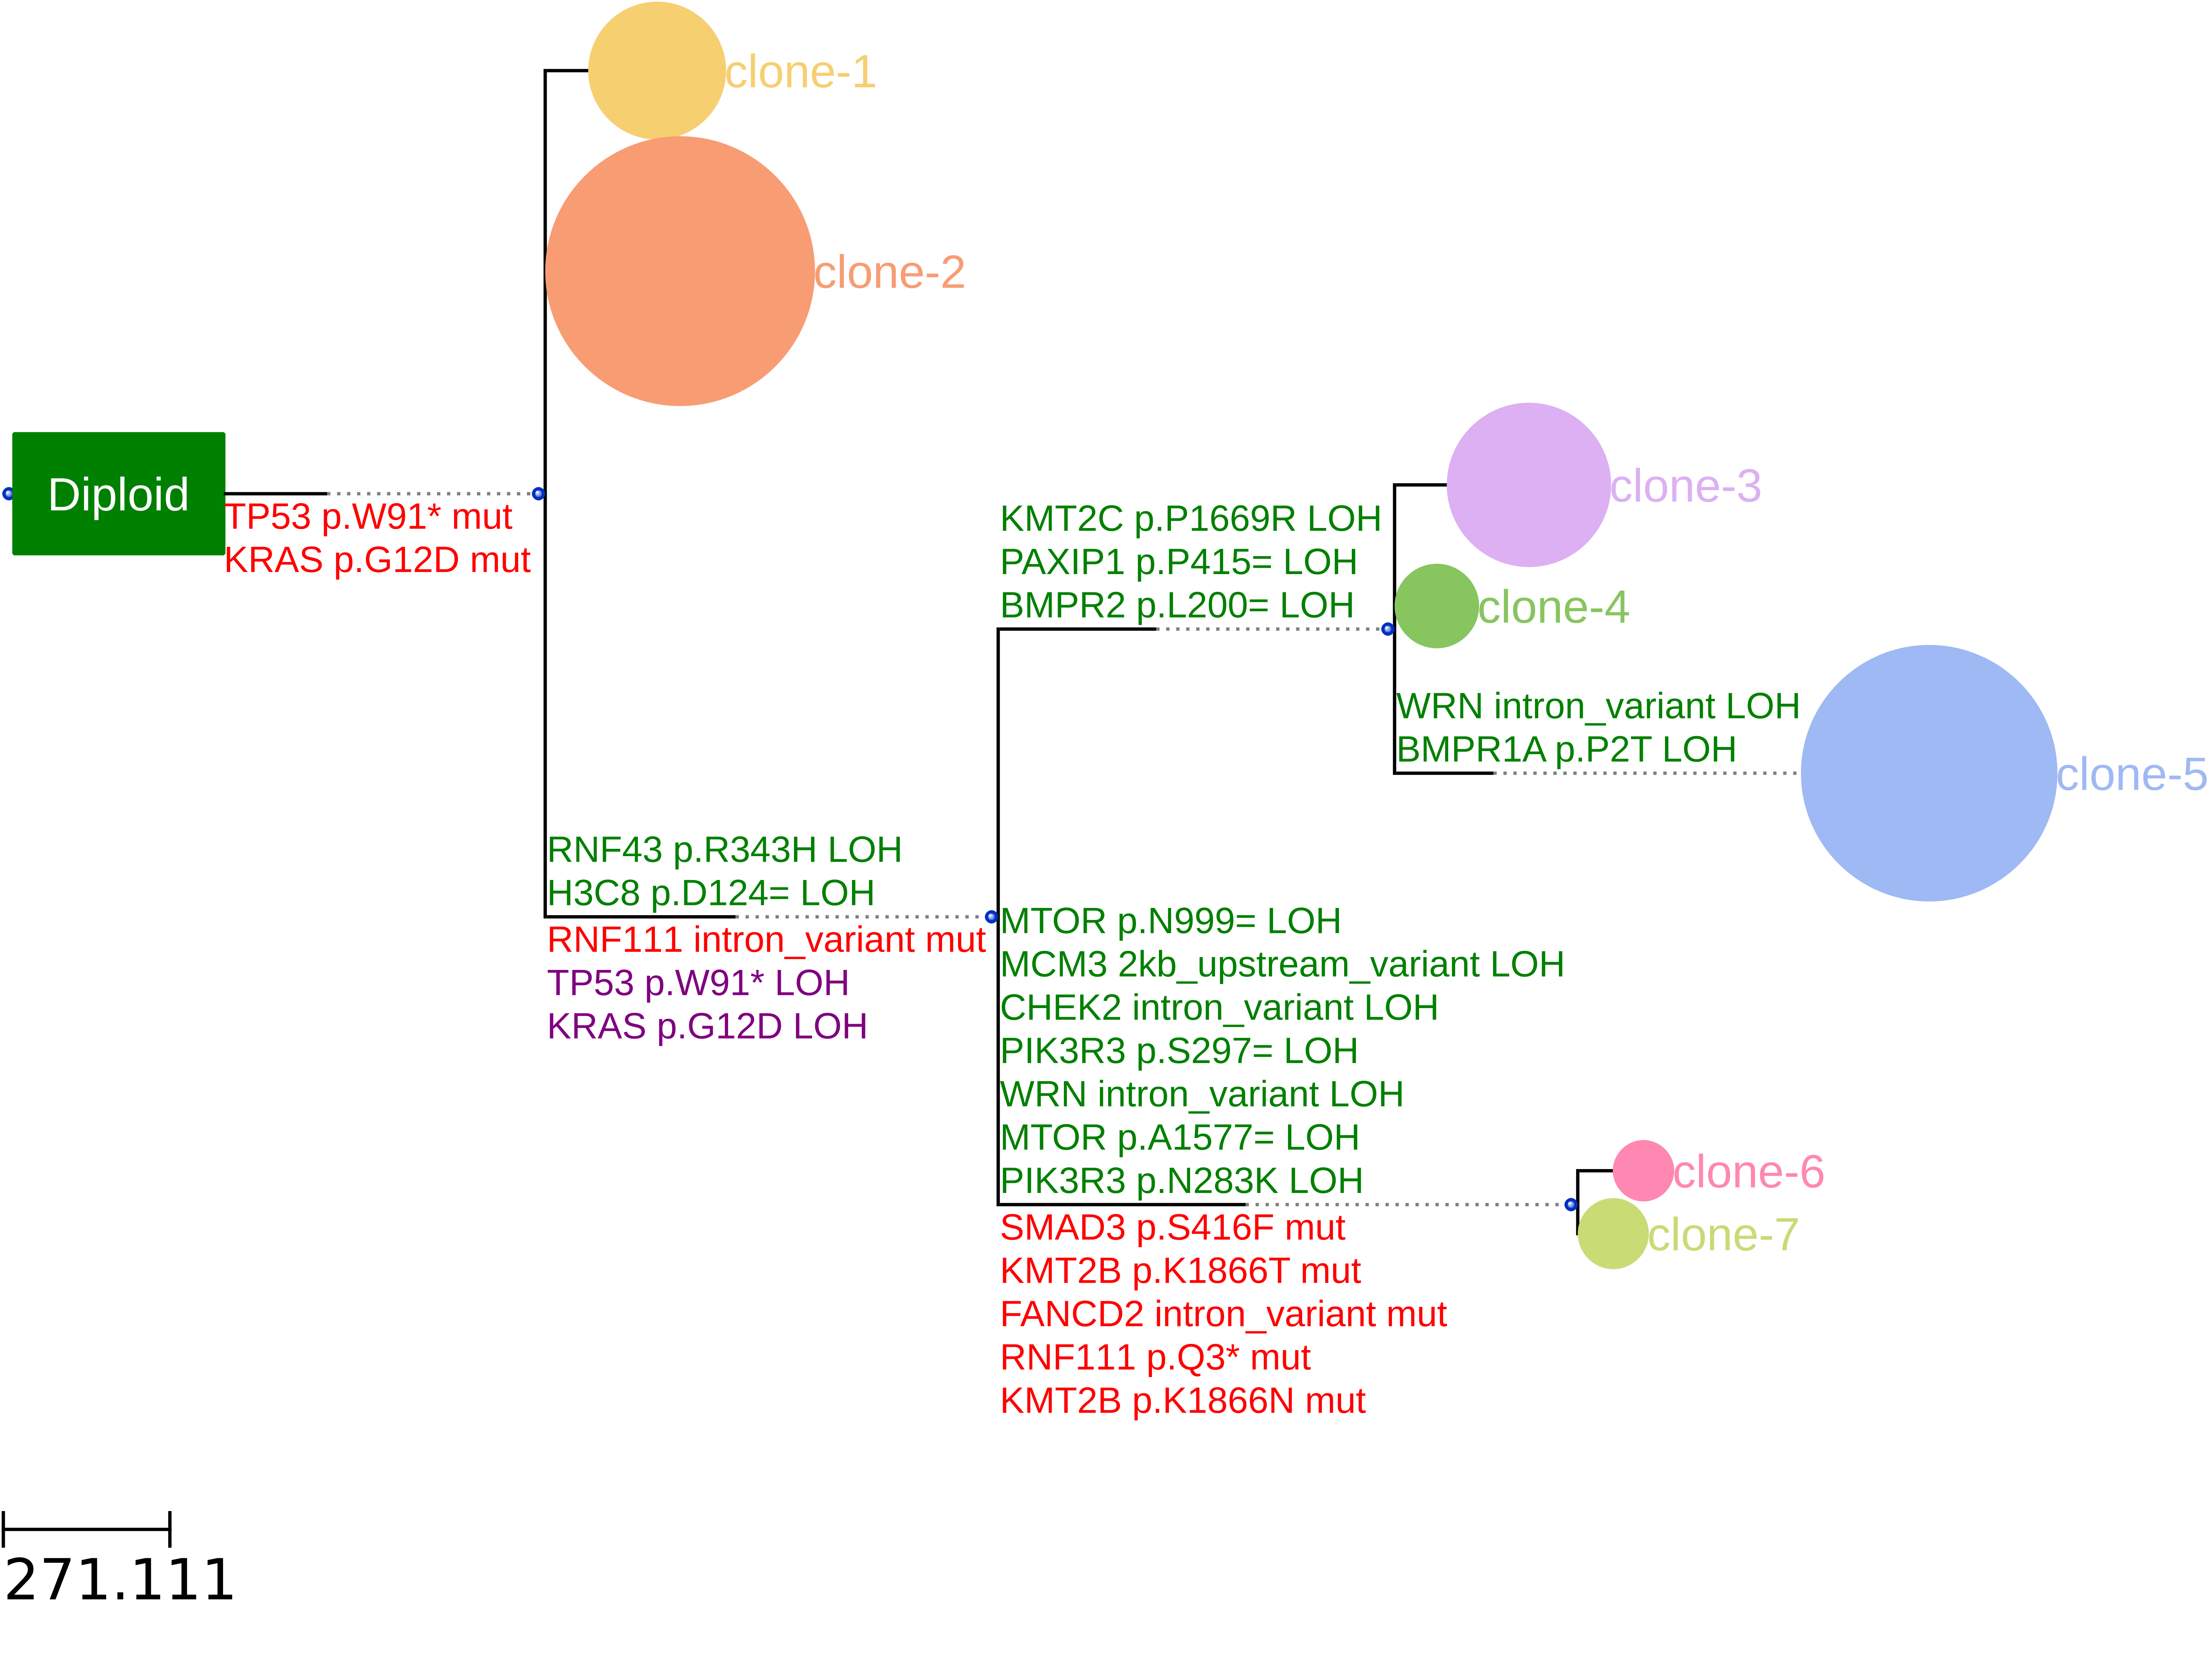 clone-1
clone-2
Diploid
TP53 p.W91* mut
KRAS p.G12D mut
KMT2C p.P1669R LOH
PAXIP1 p.P415= LOH
BMPR2 p.L200= LOH
clone-3
clone-4
WRN intron_variant LOH
BMPR1A p.P2T LOH
clone-5
RNF43 p.R343H LOH
H3C8 p.D124= LOH
RNF111 intron_variant mut
TP53 p.W91* LOH
KRAS p.G12D LOH
MTOR p.N999= LOH
MCM3 2kb_upstream_variant LOH
CHEK2 intron_variant LOH
PIK3R3 p.S297= LOH
WRN intron_variant LOH
MTOR p.A1577= LOH
PIK3R3 p.N283K LOH
clone-6
clone-7
SMAD3 p.S416F mut
KMT2B p.K1866T mut
FANCD2 intron_variant mut
RNF111 p.Q3* mut
KMT2B p.K1866N mut
271.111